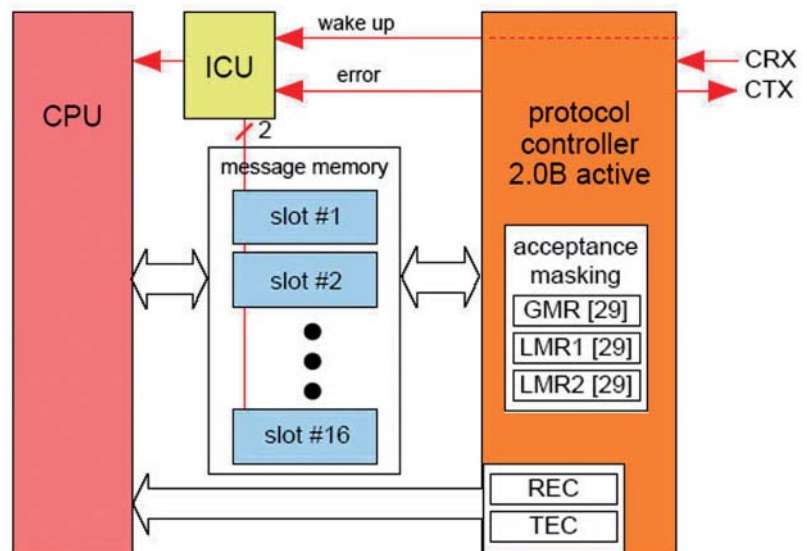 wake up
CRX
ICU
error
CTX
CPU
2
protocol
controller
2.0B active
message memory
slot #1
slot #2
slot #16
acceptance
masking
GMR [29]
LMR1 [29]
LMR2 [29]
REC
TEC